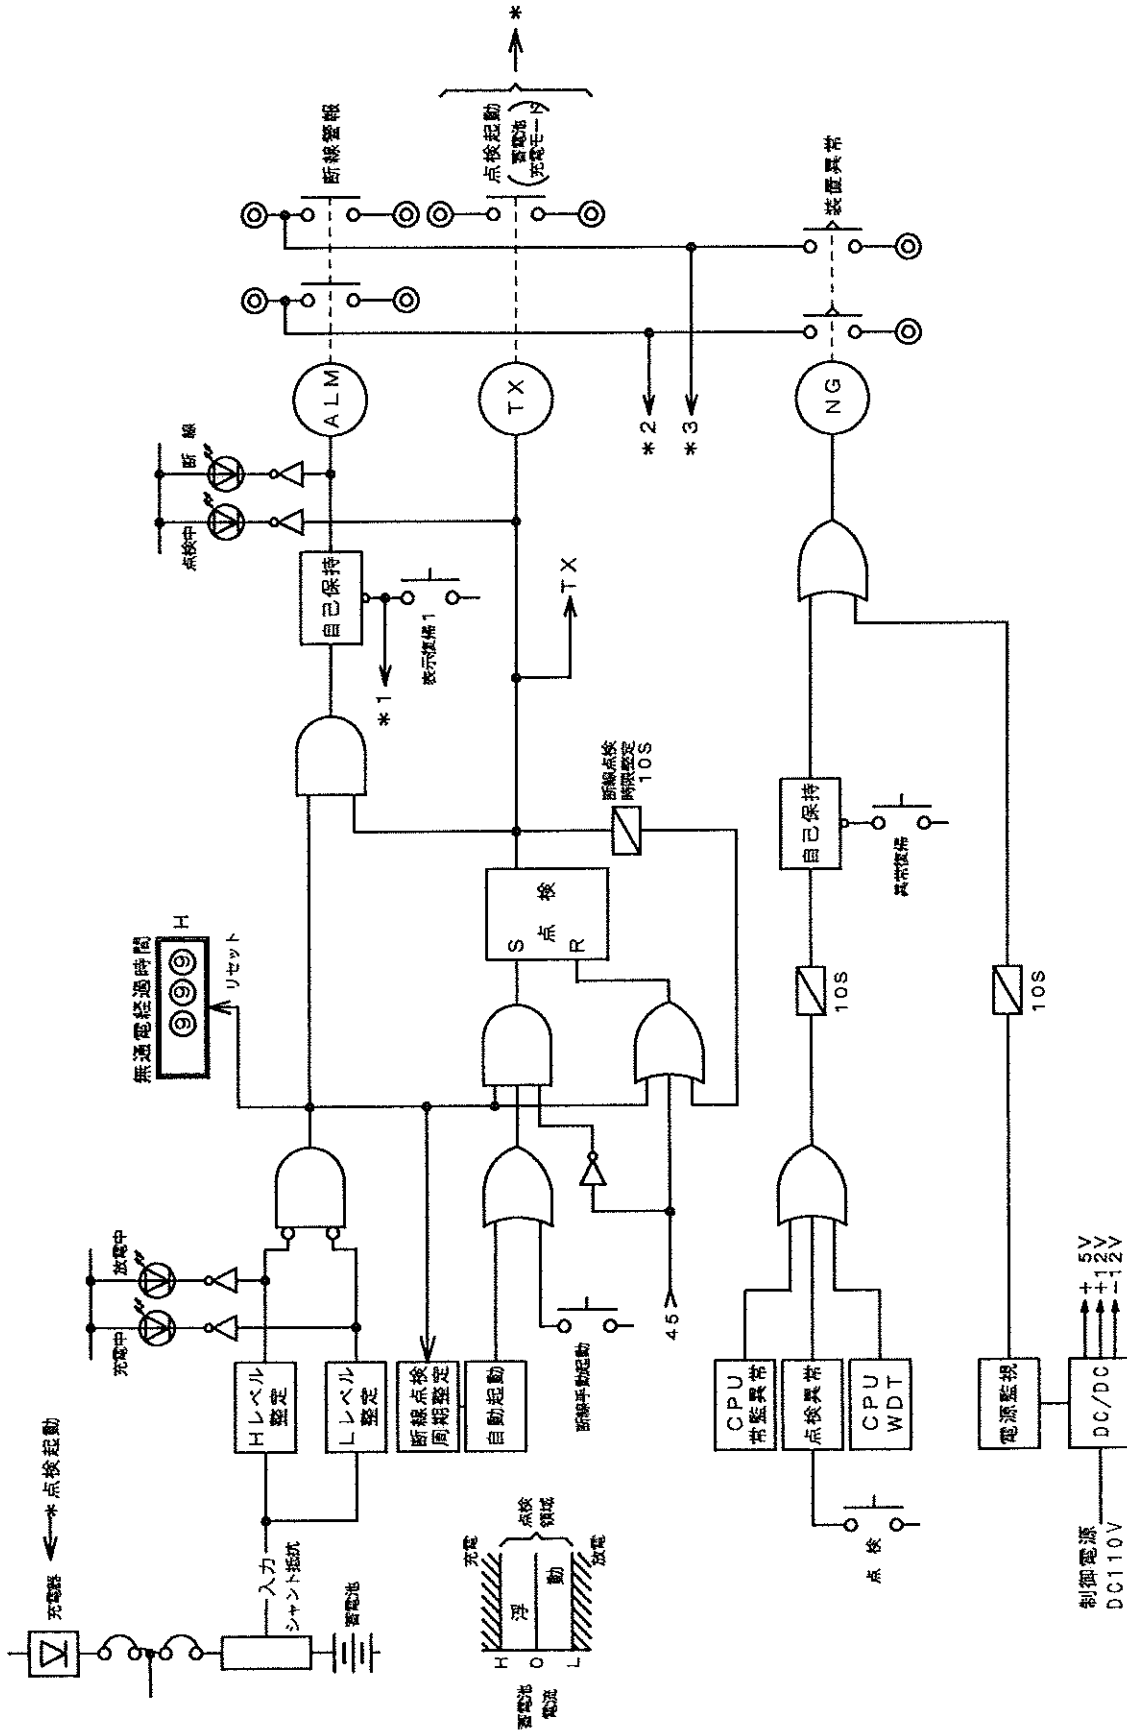 充電器
*点検起動
入力
シャント抵抗
蓄電池
充電中
放電中
Hレベル
整定
Lレベル
整定
断線点検
周期整定
自動起動
断線手動起動
45
無通電経過時間
999
H
リセット
S
点検
R
断線点検
時限整定
10S
自己保持
*1
表示復帰1
点検中
断線
ALM
TX
TX
断線警報
点検起動
(蓄電池
充電モード)
*
*2
*3
NG
装置異常
充電
H
浮
O
動
L
放電
点検
領域
蓄電池
電流
CPU
常監異常
点検異常
CPU
WDT
点検
10S
自己保持
異常復帰
電源監視
10S
制御電源
DC110V
DC/DC
+5V
+12V
-12V